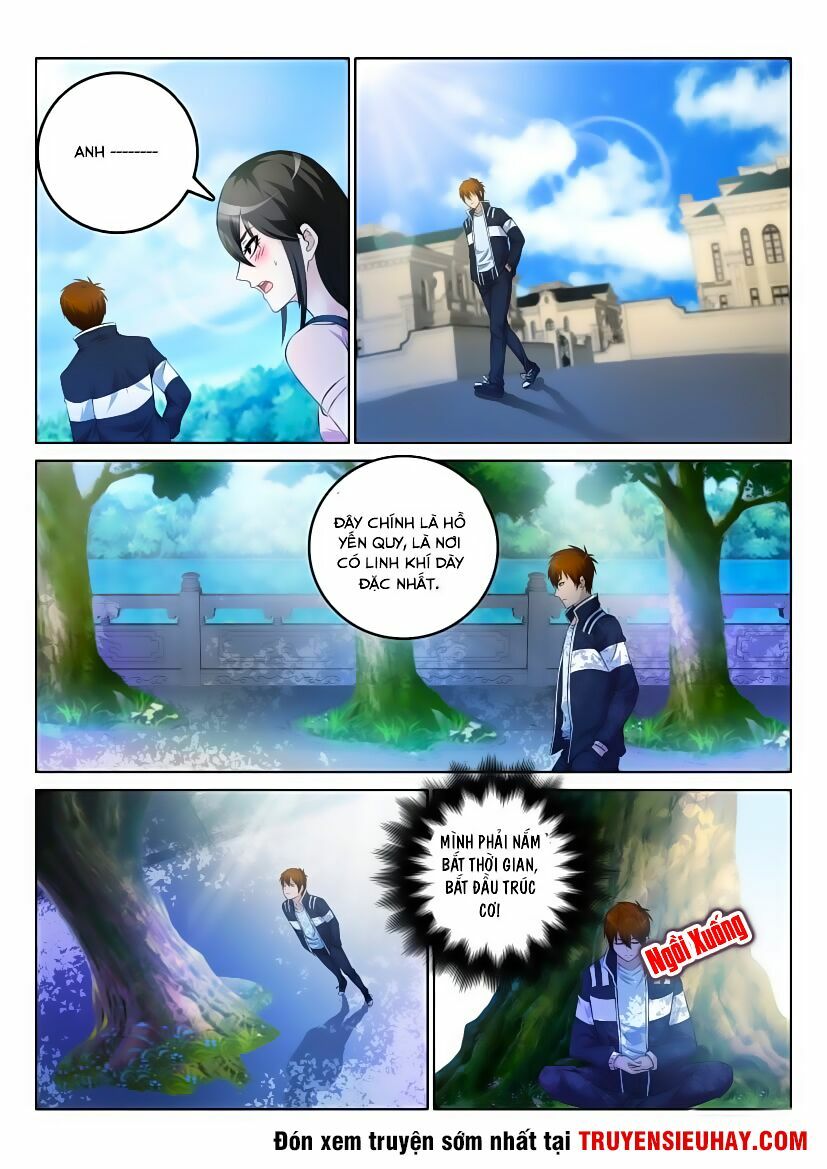 ANH --------
ĐÂY CHÍNH LÀ HỒ
YẾN QUY, LÀ NƠI
CÓ LINH KHÍ DÀY
ĐẶC NHẤT.
MÌNH PHẢI NẮM
BẮT THỜI GIAN,
BẮT ĐẦU TRÚC
CƠ!
Ngồi Xuống
Đón xem truyện sớm nhất tại TRUYENSIEUHAY.COM